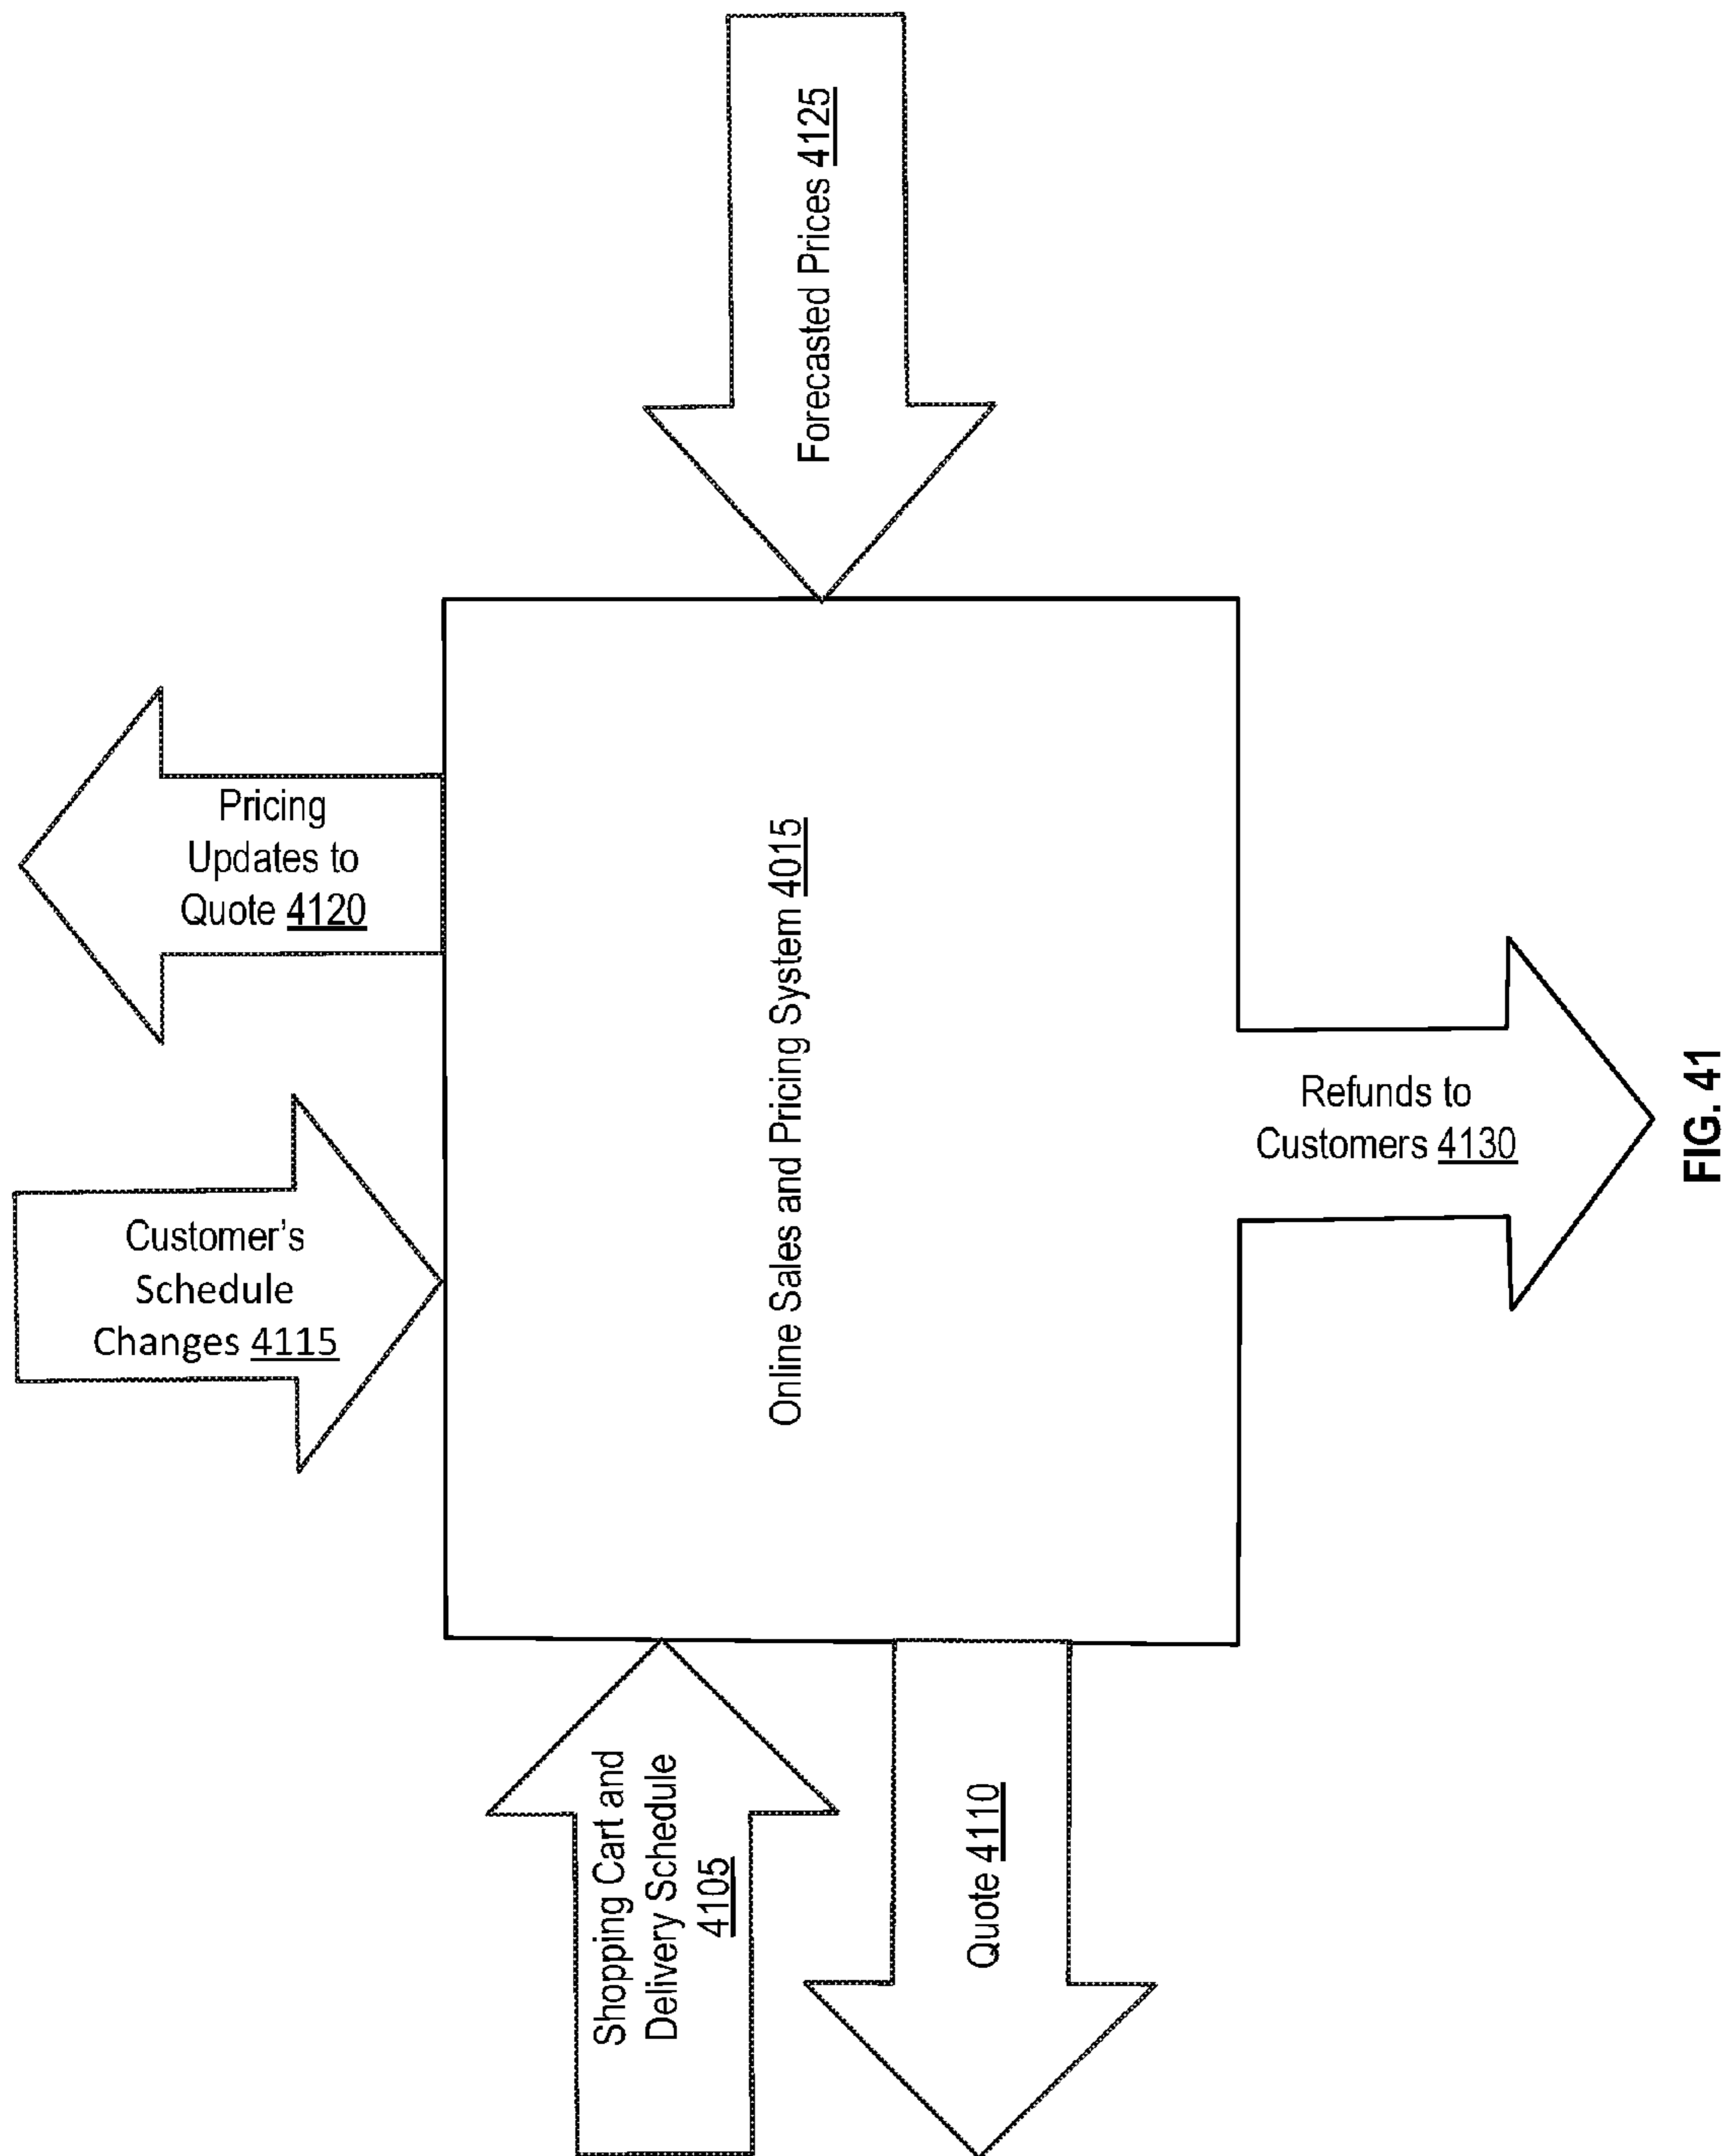 Pricing
Updates to
Quote 4120
Customer’s
Schedule
Changes 4115
Forecasted Prices 4125
Online Sales and Pricing System 4015
Shopping Cart and
Delivery Schedule
4105
Quote 4110
Refunds to
Customers 4130
FIG. 41